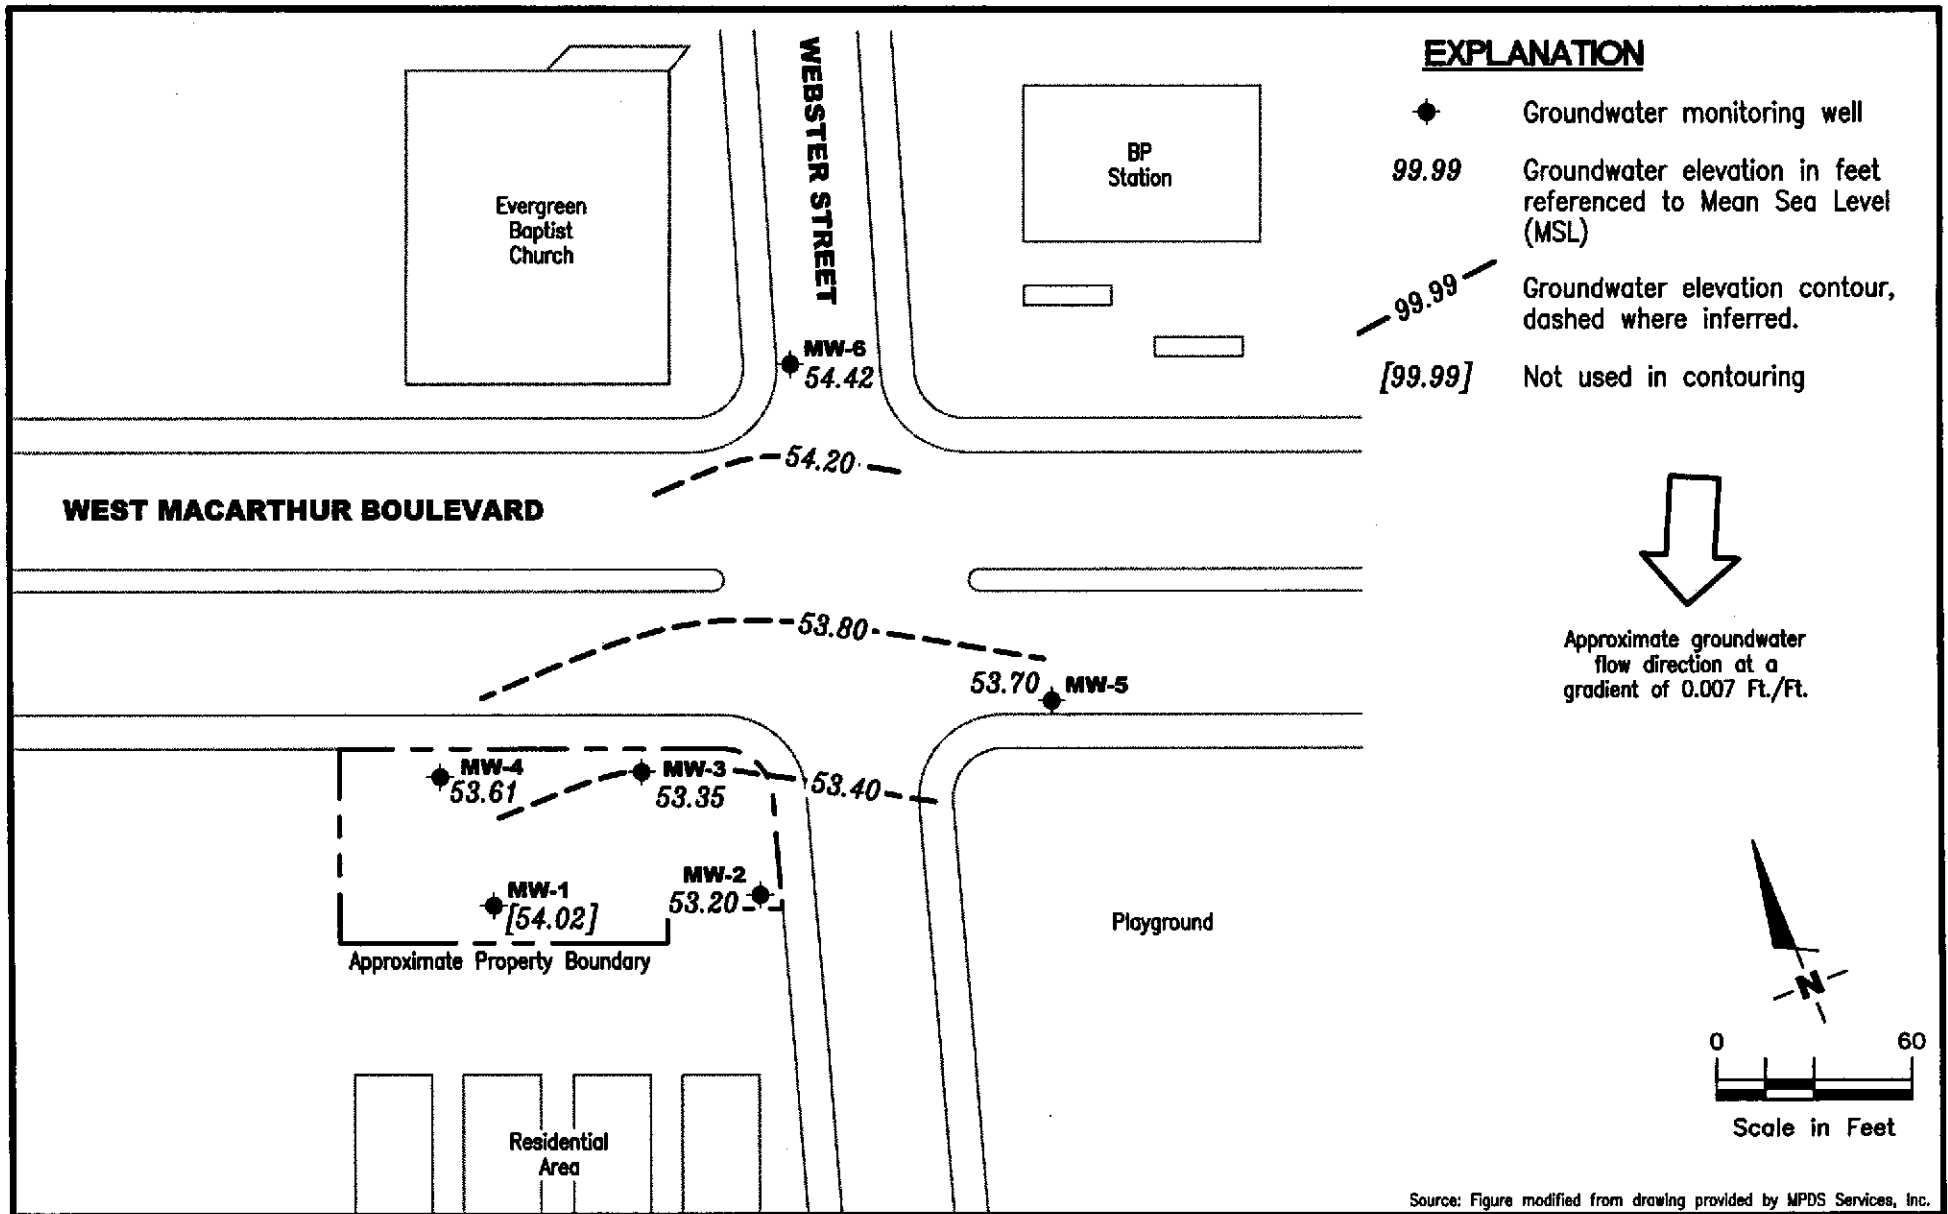 EXPLANATION
Groundwater monitoring well
99.99
Groundwater elevation in feet
referenced to Mean Sea Level
(MSL)
99.99
Groundwater elevation contour,
dashed where inferred.
[99.99]
Not used in contouring
WEBSTER STREET
Evergreen
Baptist
Church
BP
Station
MW-6
54.42
54.20
WEST MACARTHUR BOULEVARD
53.80
53.70
MW-5
Approximate groundwater
flow direction at a
gradient of 0.007 Ft./Ft.
MW-4
53.61
MW-3
53.35
53.40
MW-2
53.20
MW-1
[54.02]
Approximate Property Boundary
Playground
N
0 60
Scale in Feet
Residential
Area
Source: Figure modified from drawing provided by MPDS Services, Inc.